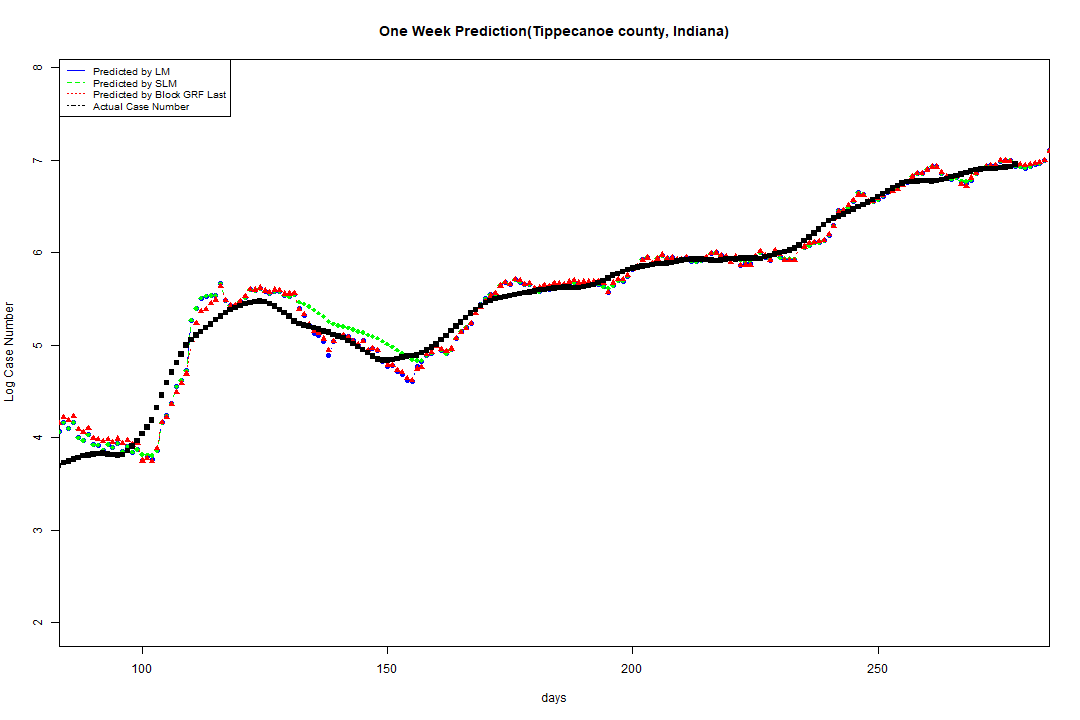 One Week Prediction(Tippecanoe county, Indiana)
Predicted by LM
Predicted by SLM
Predicted by Block GRF Last
Actual Case Number
8
7
6
5
4
3
2
Log Case Number
100 150 200 250
days